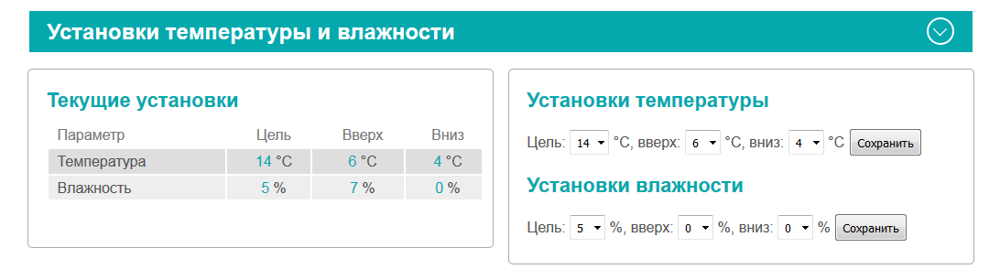 Установки температуры и влажности
Текущие установки
Параметр Цель Вверх Вниз
Температура 14 °C 6 °C 4 °C
Влажность 5 % 7 % 0 %
Установки температуры
Цель: 14 °C, вверх: 6 °C, вниз: 4 °C Сохранить
Установки влажности
Цель: 5 %, вверх: 0 %, вниз: 0 % Сохранить